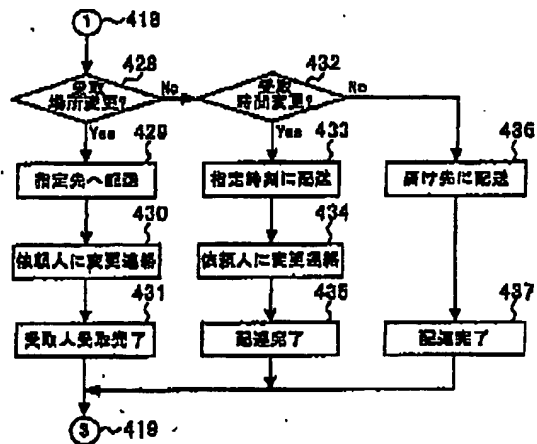 1 418
428
受取
場所変更?
No
432
受取
時間変更?
No
Yes
429
Yes
433
436
指定先へ配送
指定時刻に配送
届け先に配送
430
434
依頼人に変更連絡
依頼人に変更連絡
431
435
437
受取人受取完了
配達完了
配達完了
3 419